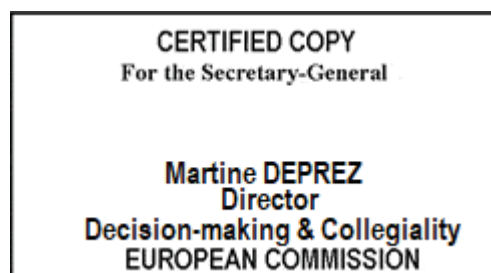 CERTIFIED COPY
For the Secretary-General
Martine DEPREZ
Director
Decision-making & Collegiality
EUROPEAN COMMISSION